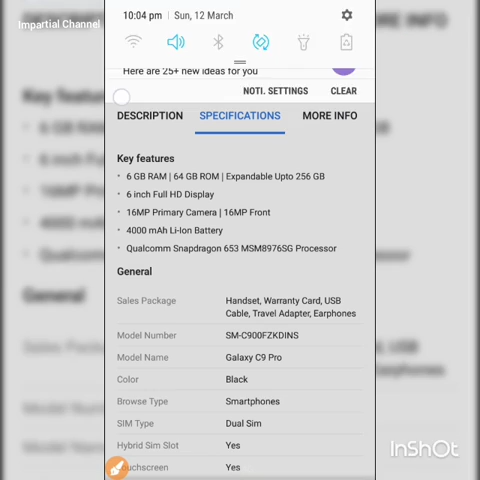 Impartial Channel
10:04 pm | Sun, 12 March
Here are 25+ new ideas for you
NOTI. SETTINGS CLEAR
DESCRIPTION SPECIFICATIONS MORE INFO
Key features
• 6 GB RAM | 64 GB ROM | Expandable Upto 256 GB
• 6 inch Full HD Display
• 16MP Primary Camera | 16MP Front
• 4000 mAh Li-Ion Battery
• Qualcomm Snapdragon 653 MSM8976SG Processor
General
Sales Package Handset, Warranty Card, USB
Cable, Travel Adapter, Earphones
Model Number SM-C900FZKDINS
Model Name Galaxy C9 Pro
Color Black
Browse Type Smartphones
SIM Type Dual Sim
Hybrid Sim Slot Yes
ouchscreen Yes
InShOt